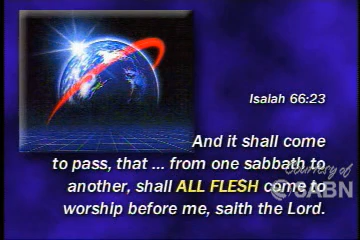 Isaiah 66:23
And it shall come
to pass, that ... from one sabbath to
another, shall ALL FLESH come to
worship before me, saith the Lord.
Courtesy of
3ABN